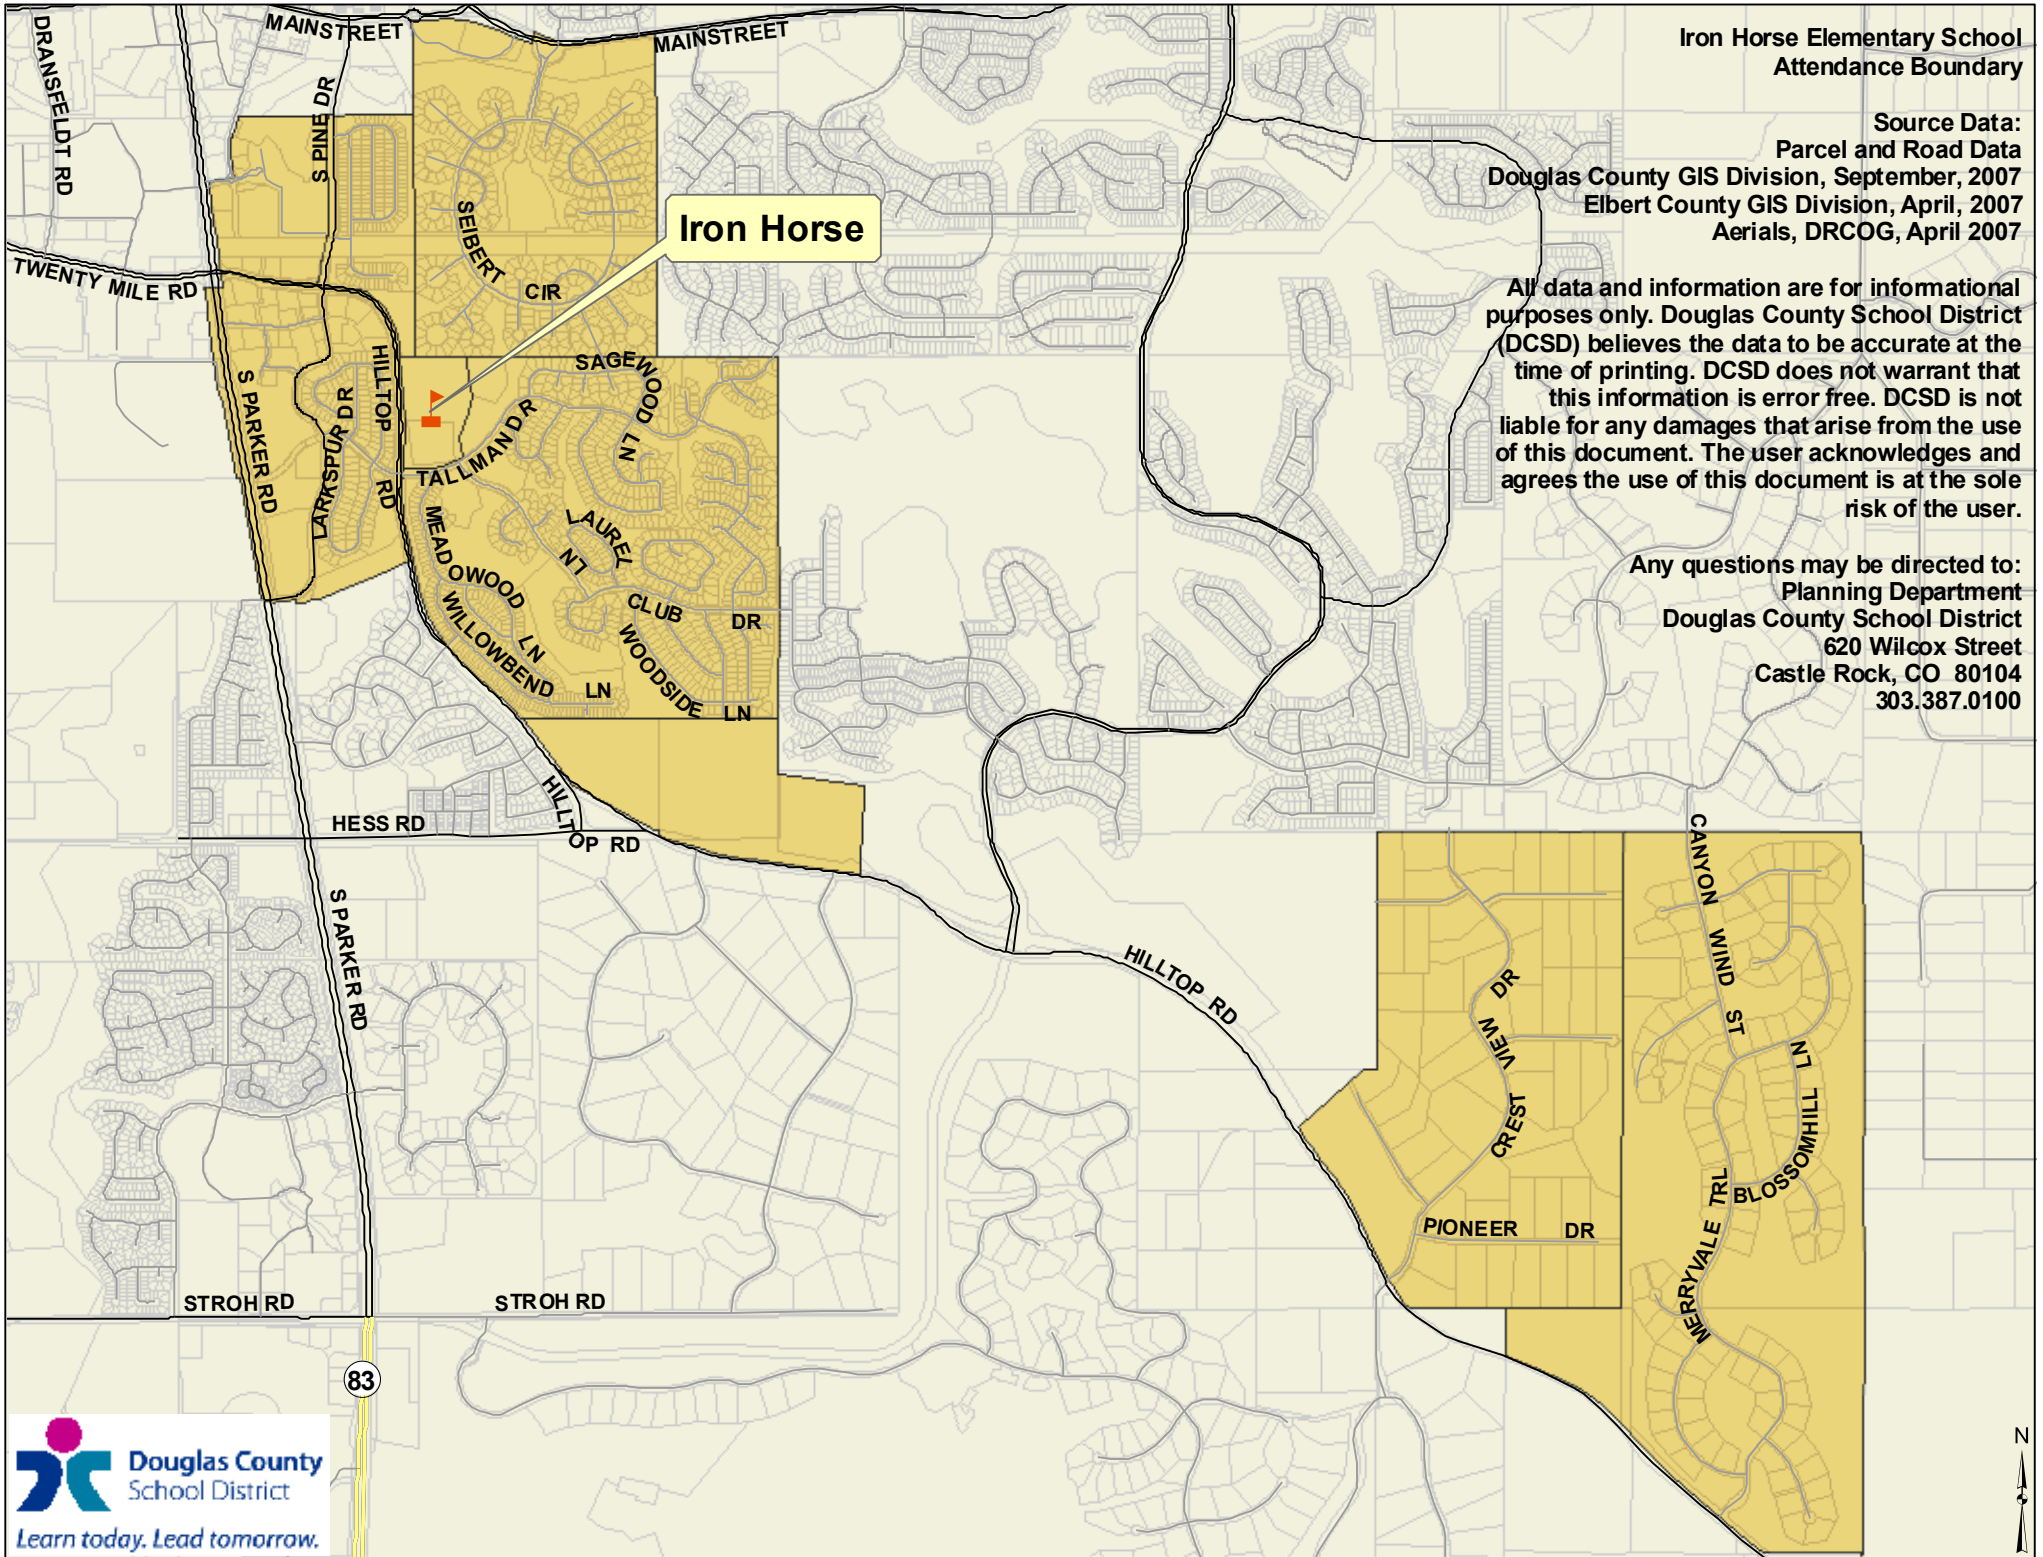 MAINSTREET
MAINSTREET
DRANSFELDT RD
S PINE DR
Iron Horse Elementary School
Attendance Boundary
Source Data:
Parcel and Road Data
Douglas County GIS Division, September, 2007
Elbert County GIS Division, April, 2007
Aerials, DRCOG, April 2007
All data and information are for informational
purposes only. Douglas County School District
(DCSD) believes the data to be accurate at the
time of printing. DCSD does not warrant that
this information is error free. DCSD is not
liable for any damages that arise from the use
of this document. The user acknowledges and
agrees the use of this document is at the sole
risk of the user.
Any questions may be directed to:
Planning Department
Douglas County School District
620 Wilcox Street
Castle Rock, CO 80104
303.387.0100
Iron Horse
SEIBERT CIR
TWENTY MILE RD
HILLTOP RD
S PARKER RD
LARKSPUR DR
SAGEWOOD LN
TALLMAN DR
MEADOWOOD LN
LAUREL LN
CLUB DR
WILLOWBEND LN
WOODSIDE LN
HILLTOP RD
HESS RD
S PARKER RD
HILLTOP RD
CANYON WIND ST
CREST VIEW DR
BLOSSOMHILL LN
MERRYVALE TRL
PIONEER DR
STROH RD
STROH RD
83
N
Douglas County
School District
Learn today. Lead tomorrow.